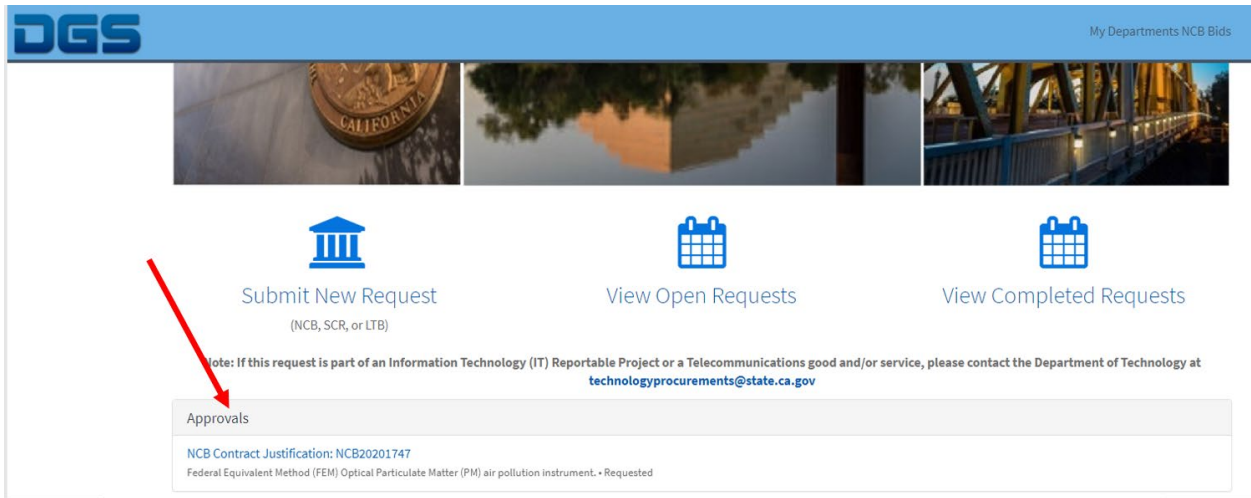 DGS
My Departments NCB Bids
CALIFORNIA
Submit New Request
View Open Requests
View Completed Requests
(NCB, SCR, or LTB)
Note: If this request is part of an Information Technology (IT) Reportable Project or a Telecommunications good and/or service, please contact the Department of Technology at
technologyprocurements@state.ca.gov
Approvals
NCB Contract Justification: NCB20201747
Federal Equivalent Method (FEM) Optical Particulate Matter (PM) air pollution instrument. • Requested